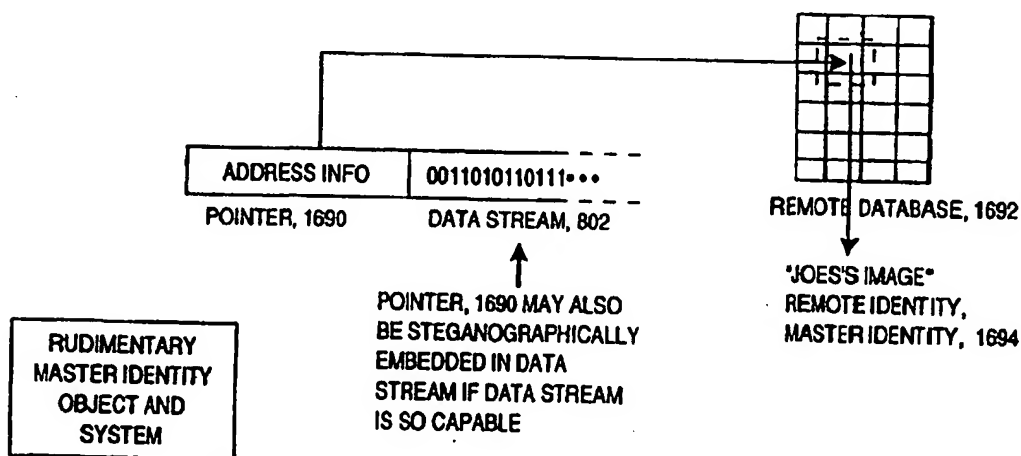 ADDRESS INFO
0011010110111•••
POINTER, 1690
DATA STREAM, 802
REMOTE DATABASE, 1692
"JOES'S IMAGE"
REMOTE IDENTITY,
MASTER IDENTITY, 1694
POINTER, 1690 MAY ALSO
BE STEGANOGRAPHICALLY
EMBEDDED IN DATA
STREAM IF DATA STREAM
IS SO CAPABLE
RUDIMENTARY
MASTER IDENTITY
OBJECT AND
SYSTEM